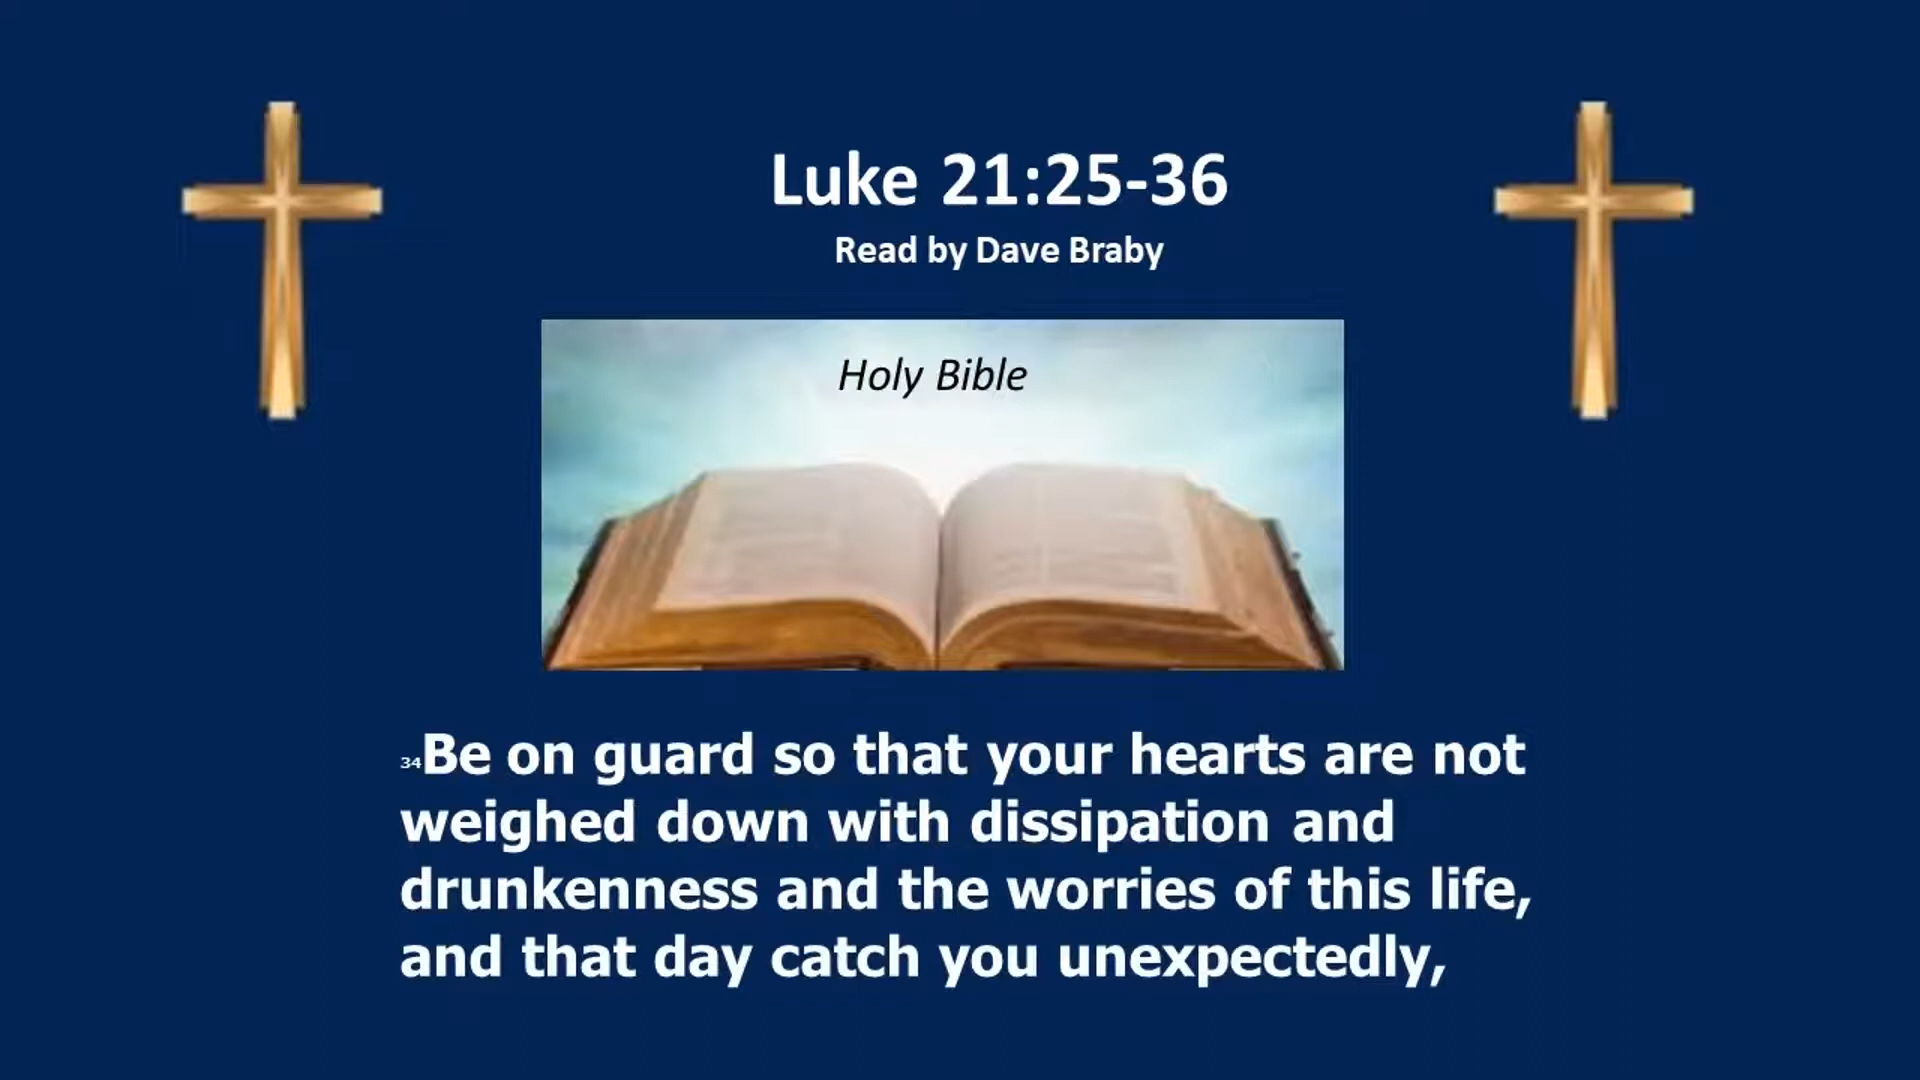 Luke 21:25-36
Read by Dave Braby
Holy Bible
34Be on guard so that your hearts are not
weighed down with dissipation and
drunkenness and the worries of this life,
and that day catch you unexpectedly,